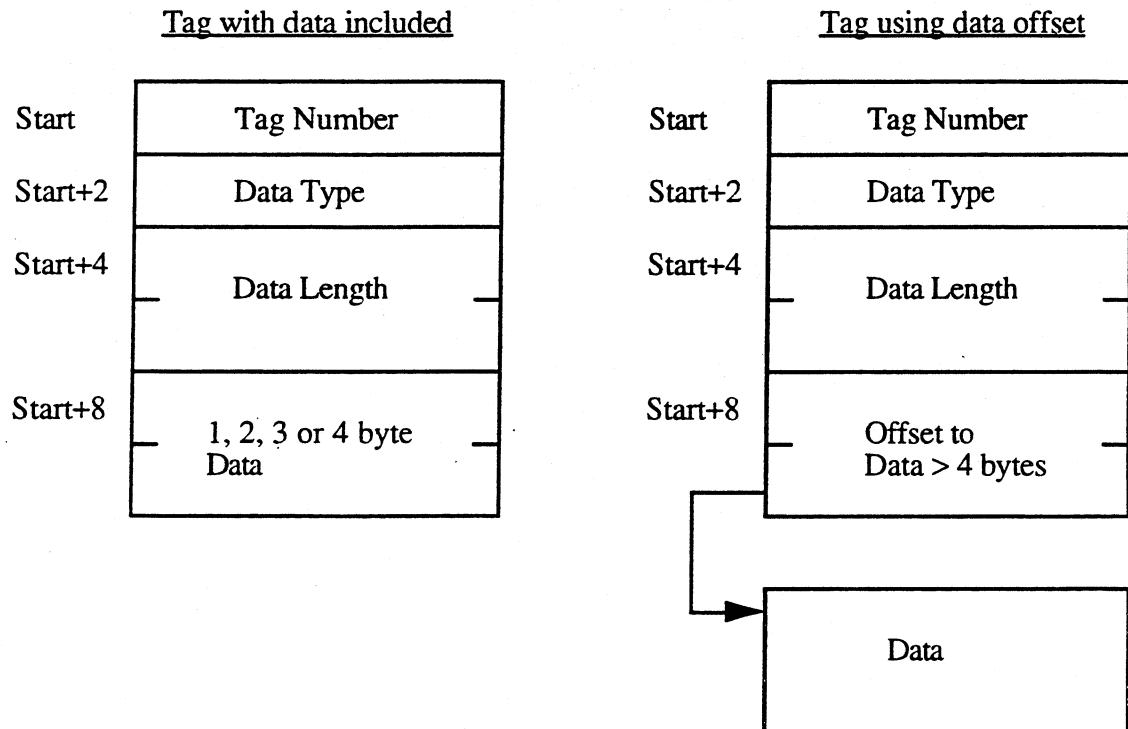 Tag with data included
Start
Tag Number
Start+2
Data Type
Start+4
Data Length
Start+8
1, 2, 3 or 4 byte
Data
Tag using data offset
Start
Tag Number
Start+2
Data Type
Start+4
Data Length
Start+8
Offset to
Data > 4 bytes
Data